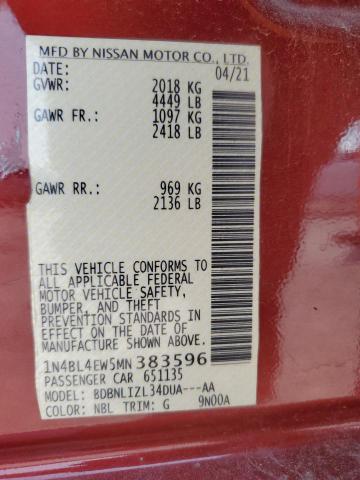 MFD BY NISSAN MOTOR CO., LTD.
DATE: 04/21
GVWR: 2018 KG
4449 LB
GAWR FR.: 1097 KG
2418 LB
GAWR RR.: 969 KG
2136 LB
THIS VEHICLE CONFORMS TO
ALL APPLICABLE FEDERAL
MOTOR VEHICLE SAFETY,
BUMPER, AND THEFT
PREVENTION STANDARDS
IN EFFECT ON THE DATE OF
MANUFACTURE SHOWN ABOVE.
1N4BL4EW5MN383596
PASSENGER CAR 651135
MODEL: BDBNLIZL34DUA---AA
COLOR: NBL TRIM: G 9N00A